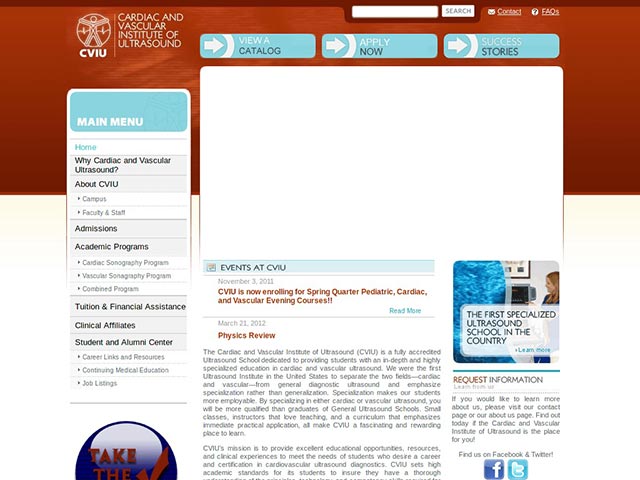 CARDIAC AND
VASCULAR
INSTITUTE OF
ULTRASOUND
CVIU
SEARCH
Contact
FAQs
VIEW A
CATALOG
APPLY
NOW
SUCCESS
STORIES
MAIN MENU
Home
Why Cardiac and Vascular
Ultrasound?
About CVIU
Campus
Faculty & Staff
Admissions
Academic Programs
Cardiac Sonography Program
Vascular Sonagraphy Program
Combined Program
Tuition & Financial Assistance
Clinical Affiliates
Student and Alumni Center
Career Links and Resources
Continuing Medical Education
Job Listings
TAKE
THE
EVENTS AT CVIU
November 3, 2011
CVIU is now enrolling for Spring Quarter Pediatric, Cardiac,
and Vascular Evening Courses!!
Read More
March 21, 2012
Physics Review
The Cardiac and Vascular Institute of Ultrasound (CVIU) is a fully accredited
Ultrasound School dedicated to providing students with an in-depth and highly
specialized education in cardiac and vascular ultrasound. We were the first
Ultrasound Institute in the United States to separate the two fields—cardiac
and vascular—from general diagnostic ultrasound and emphasize
specialization rather than generalization. Specialization makes our students
more employable. By specializing in either cardiac or vascular ultrasound, you
will be more qualified than graduates of General Ultrasound Schools. Small
classes, instructors that love teaching, and a curriculum that emphasizes
immediate practical application, all make CVIU a fascinating and rewarding
place to learn.
CVIU's mission is to provide excellent educational opportunities, resources,
and clinical experiences to meet the needs of students who desire a career
and certification in cardiovascular ultrasound diagnostics. CVIU sets high
academic standards for its students to insure they have a thorough
THE FIRST SPECIALIZED
ULTRASOUND
SCHOOL IN THE
COUNTRY
Learn more
REQUEST INFORMATION
Learn from us
If you would like to learn more
about us, please visit our contact
page or our about us page. Find out
today if the Cardiac and Vascular
Institute of Ultrasound is the place
for you!
Find us on Facebook & Twitter!